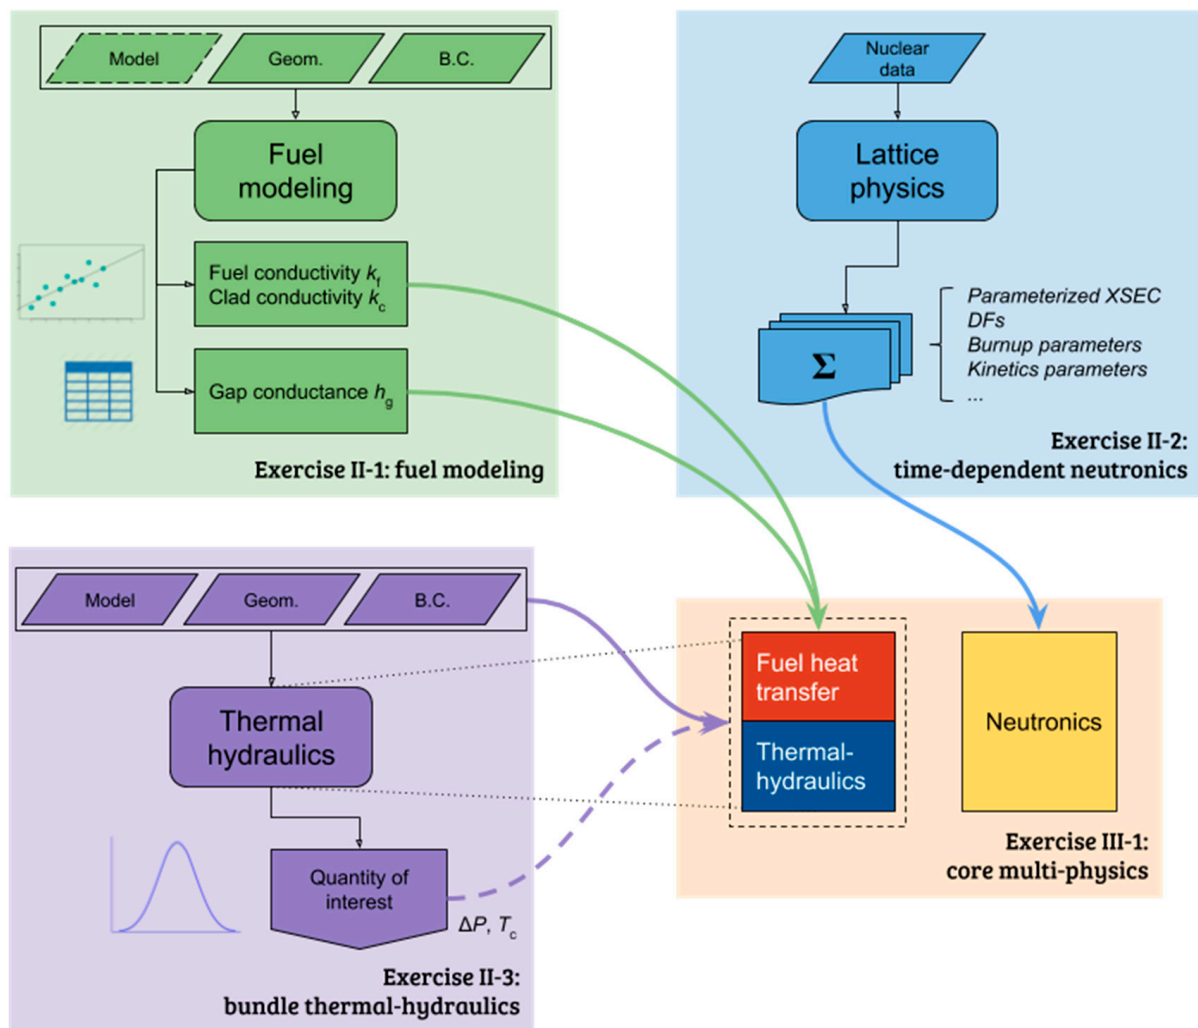 Model
Geom.
B.C.
Fuel
modeling
Fuel conductivity kf
Clad conductivity kc
Gap conductance hg
Exercise II-1: fuel modeling
Nuclear
data
Lattice
physics
Σ
Parameterized XSEC
DFs
Burnup parameters
Kinetics parameters
...
Exercise II-2:
time-dependent neutronics
Model
Geom.
B.C.
Thermal
hydraulics
Quantity of
interest
ΔP, Tc
Exercise II-3:
bundle thermal-hydraulics
Fuel heat
transfer
Thermal-
hydraulics
Neutronics
Exercise III-1:
core multi-physics